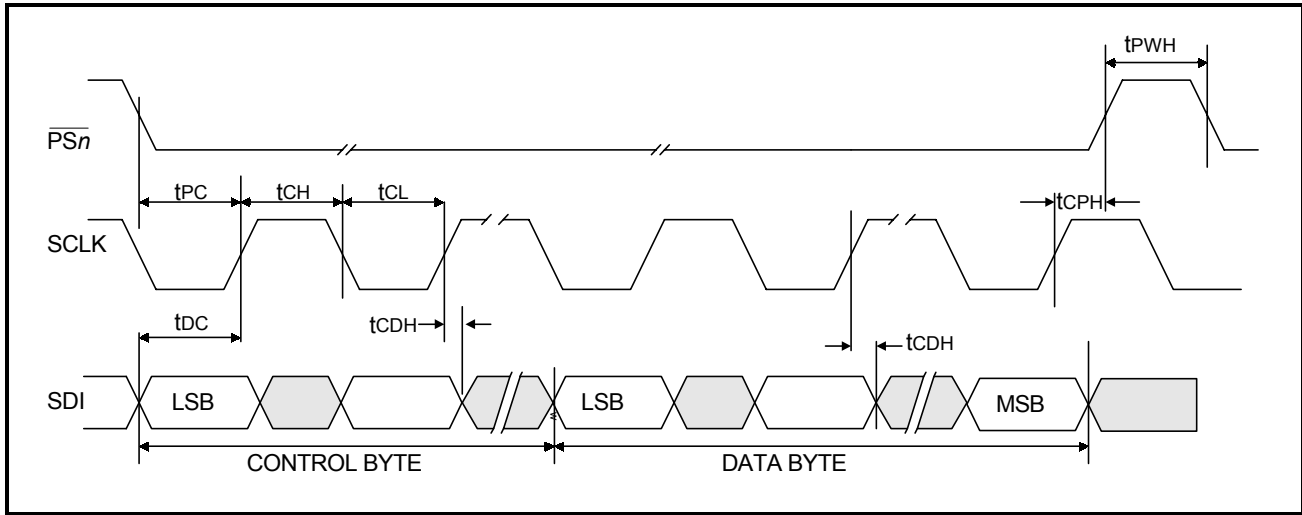 tPWH
PSn
tPC
tCH
tCL
tCPH
SCLK
tDC
tCDH
tCDH
SDI
LSB
LSB
MSB
CONTROL BYTE
DATA BYTE